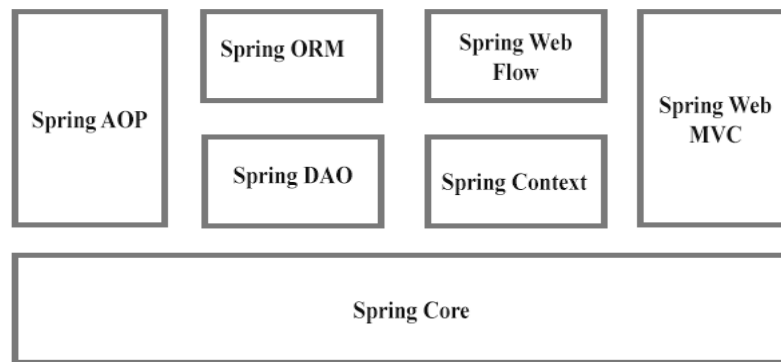 Spring AOP
Spring ORM
Spring Web
Flow
Spring Web
MVC
Spring DAO
Spring Context
Spring Core